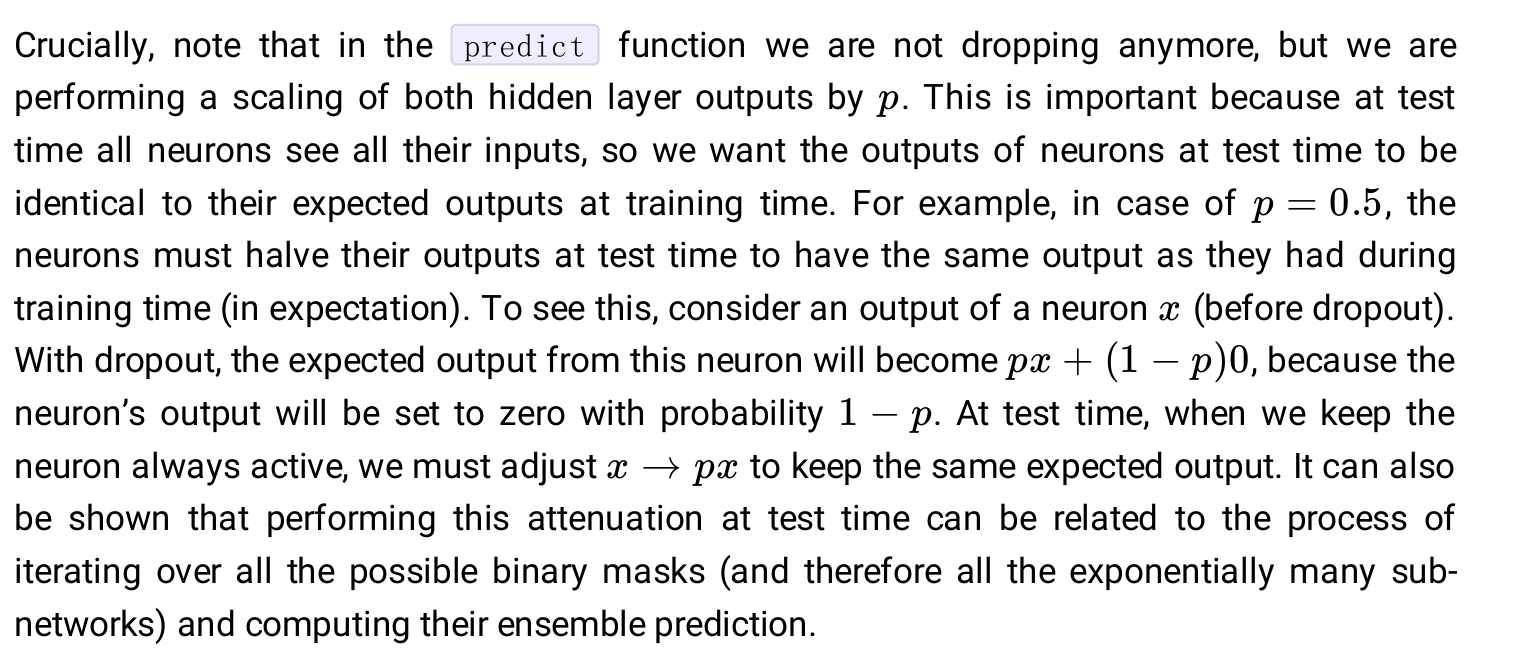 Crucially, note that in the predict function we are not dropping anymore, but we are
performing a scaling of both hidden layer outputs by p. This is important because at test
time all neurons see all their inputs, so we want the outputs of neurons at test time to be
identical to their expected outputs at training time. For example, in case of p = 0.5, the
neurons must halve their outputs at test time to have the same output as they had during
training time (in expectation). To see this, consider an output of a neuron x (before dropout).
With dropout, the expected output from this neuron will become px + (1 − p)0, because the
neuron’s output will be set to zero with probability 1 − p. At test time, when we keep the
neuron always active, we must adjust x → px to keep the same expected output. It can also
be shown that performing this attenuation at test time can be related to the process of
iterating over all the possible binary masks (and therefore all the exponentially many sub-
networks) and computing their ensemble prediction.